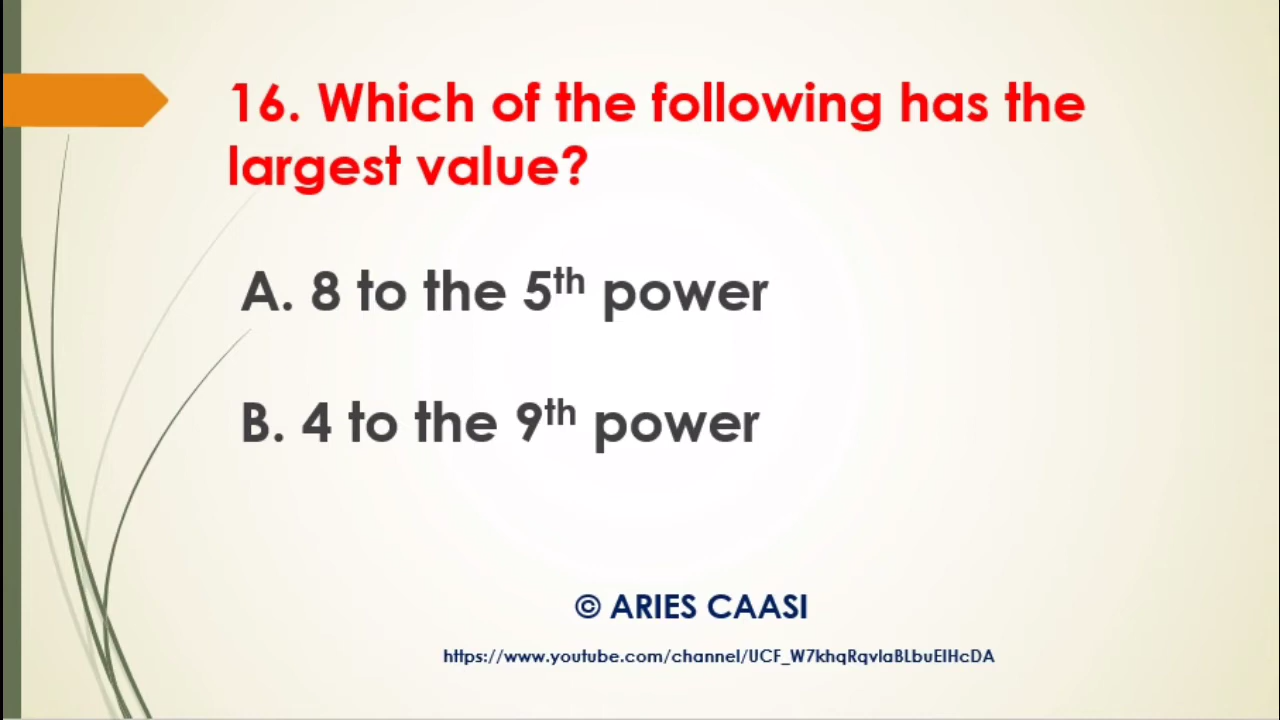 16. Which of the following has the
largest value?
A. 8 to the 5th power
B. 4 to the 9th power
© ARIES CAASI
https://www.youtube.com/channel/UCF_W7khqRqvIaBLbuEIHcDA